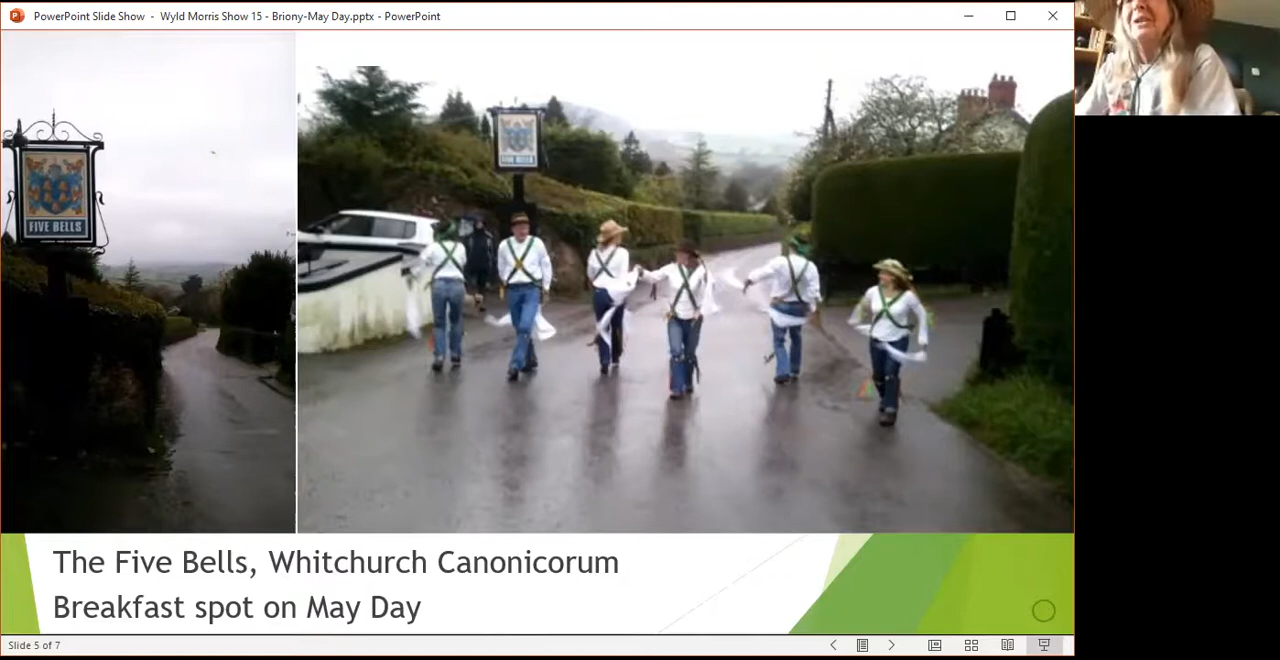 PowerPoint Slide Show - Wyld Morris Show 15 - Briony-May Day.pptx - PowerPoint
FIVE BELLS
FIVE BELLS
The Five Bells, Whitchurch Canonicorum
Breakfast spot on May Day
Slide 5 of 7